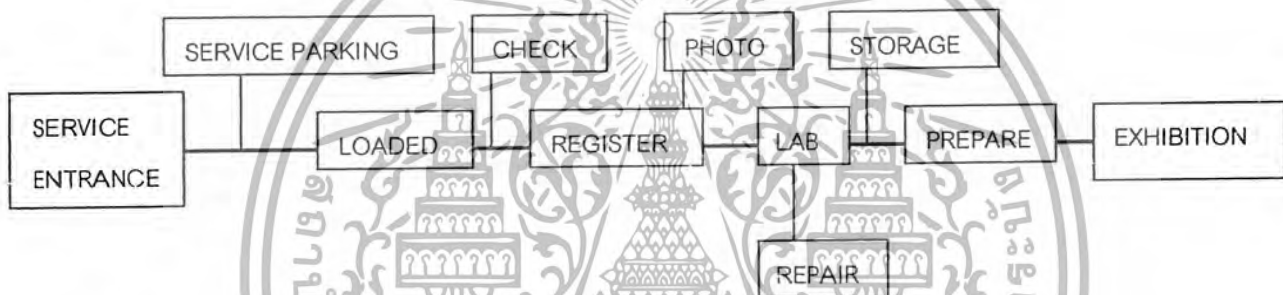 SERVICE PARKING
CHECK
PHOTO
STORAGE
SERVICE
ENTRANCE
LOADED
REGISTER
LAB
PREPARE
EXHIBITION
REPAIR